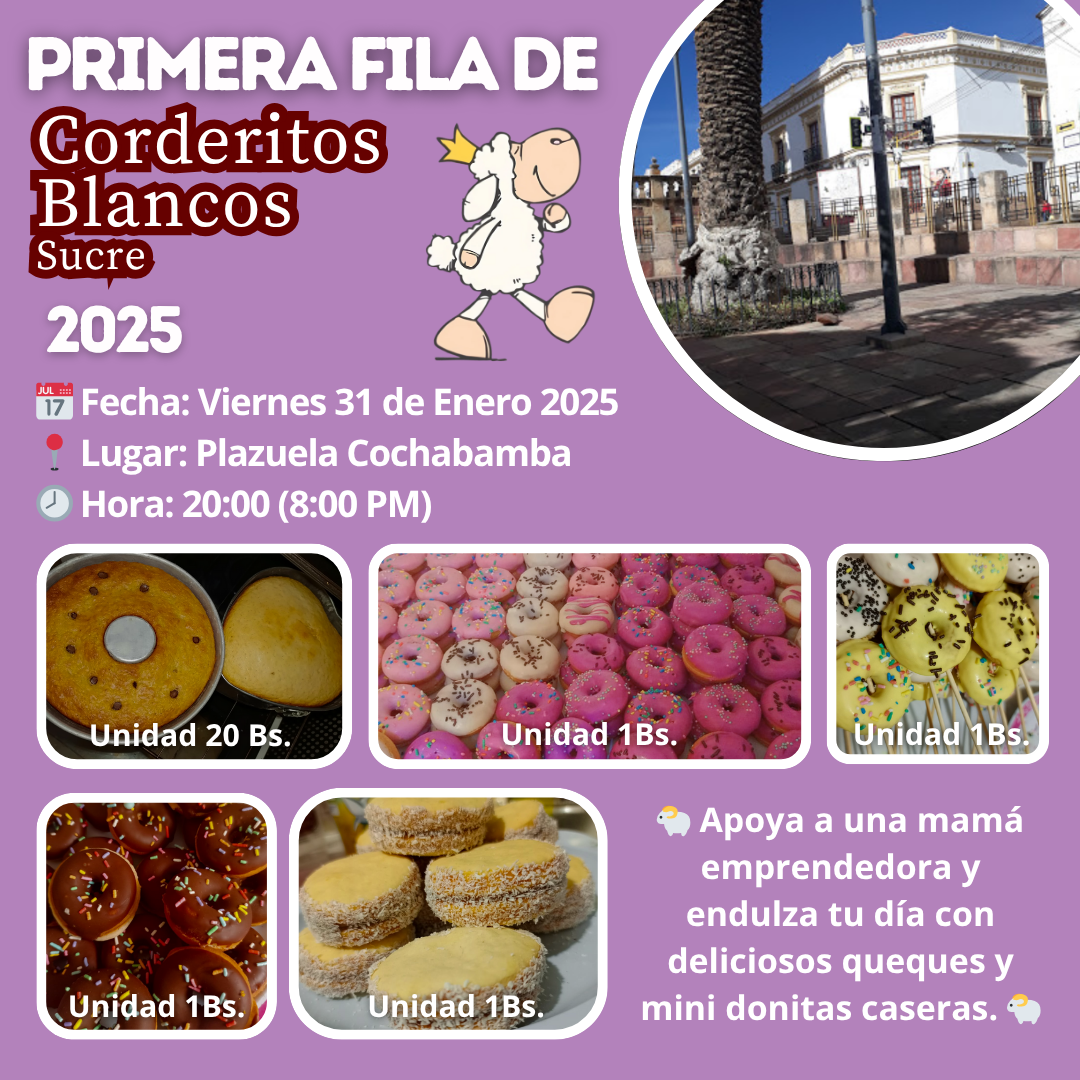 PRIMERA FILA DE
Corderitos
Blancos
Sucre
2025
JUL
17
Fecha: Viernes 31 de Enero 2025
Lugar: Plazuela Cochabamba
Hora: 20:00 (8:00 PM)
Unidad 20 Bs.
Unidad 1Bs.
Unidad 1Bs.
Unidad 1Bs.
Unidad 1Bs.
Apoya a una mamá
emprendedora y
endulza tu día con
deliciosos queques y
mini donitas caseras.